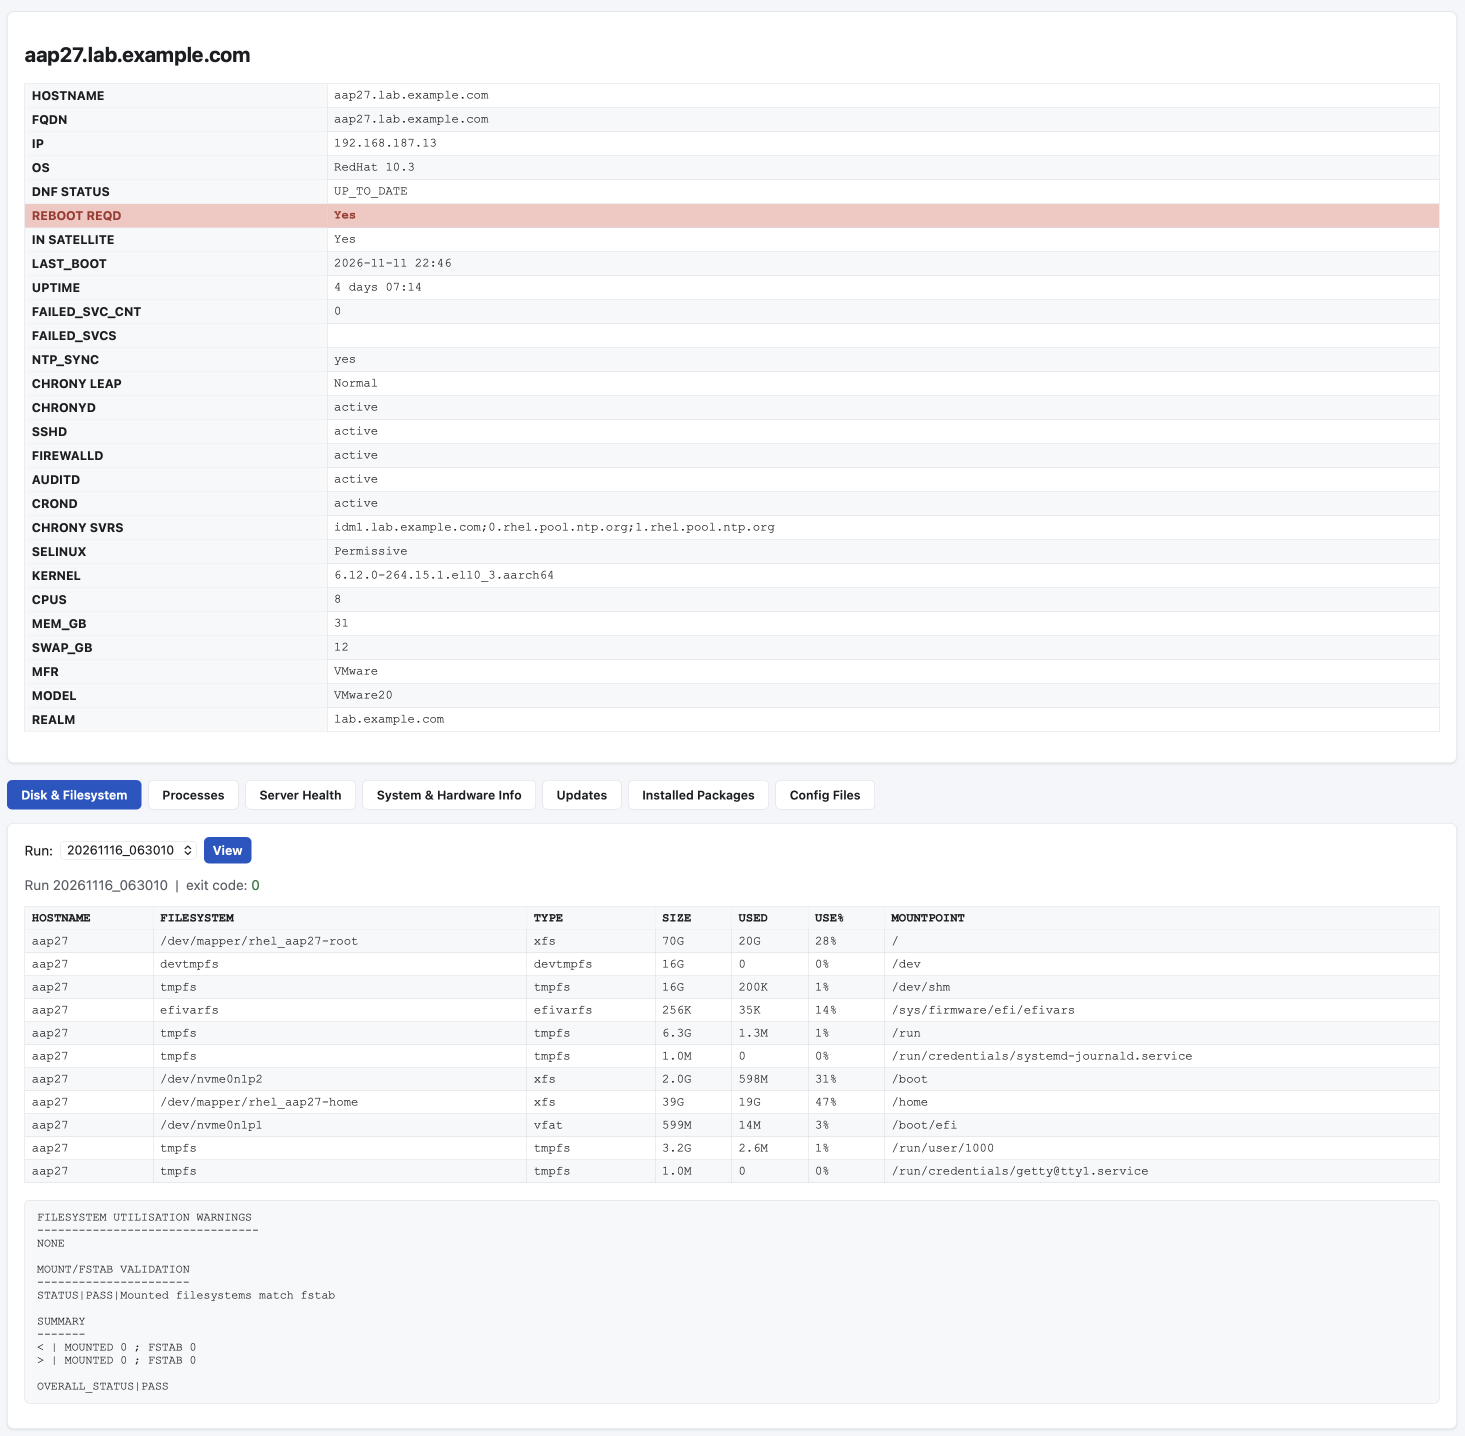 aap27.lab.example.com
HOSTNAME aap27.lab.example.com
FQDN aap27.lab.example.com
IP 192.168.187.13
OS RedHat 10.3
DNF STATUS UP_TO_DATE
REBOOT REQD Yes
IN SATELLITE Yes
LAST_BOOT 2026-11-11 22:46
UPTIME 4 days 07:14
FAILED_SVC_CNT 0
FAILED_SVCS
NTP_SYNC yes
CHRONY LEAP Normal
CHRONYD active
SSHD active
FIREWALLD active
AUDITD active
CROND active
CHRONY SVRS idm1.lab.example.com;0.rhel.pool.ntp.org;1.rhel.pool.ntp.org
SELINUX Permissive
KERNEL 6.12.0-264.15.1.el10_3.aarch64
CPUS 8
MEM_GB 31
SWAP_GB 12
MFR VMware
MODEL VMware20
REALM lab.example.com
Disk & Filesystem Processes Server Health System & Hardware Info Updates Installed Packages Config Files
Run: 20261116_063010 View
Run 20261116_063010 | exit code: 0
HOSTNAME FILESYSTEM TYPE SIZE USED USE% MOUNTPOINT
aap27 /dev/mapper/rhel_aap27-root xfs 70G 20G 28% /
aap27 devtmpfs devtmpfs 16G 0 0% /dev
aap27 tmpfs tmpfs 16G 200K 1% /dev/shm
aap27 efivarfs efivarfs 256K 35K 14% /sys/firmware/efi/efivars
aap27 tmpfs tmpfs 6.3G 1.3M 1% /run
aap27 tmpfs tmpfs 1.0M 0 0% /run/credentials/systemd-journald.service
aap27 /dev/nvme0n1p2 xfs 2.0G 598M 31% /boot
aap27 /dev/mapper/rhel_aap27-home xfs 39G 19G 47% /home
aap27 /dev/nvme0n1p1 vfat 599M 14M 3% /boot/efi
aap27 tmpfs tmpfs 3.2G 2.6M 1% /run/user/1000
aap27 tmpfs tmpfs 1.0M 0 0% /run/credentials/getty@tty1.service
FILESYSTEM UTILISATION WARNINGS
--------------------------------
NONE
MOUNT/FSTAB VALIDATION
----------------------
STATUS|PASS|Mounted filesystems match fstab
SUMMARY
-------
< | MOUNTED 0 ; FSTAB 0
> | MOUNTED 0 ; FSTAB 0
OVERALL_STATUS|PASS